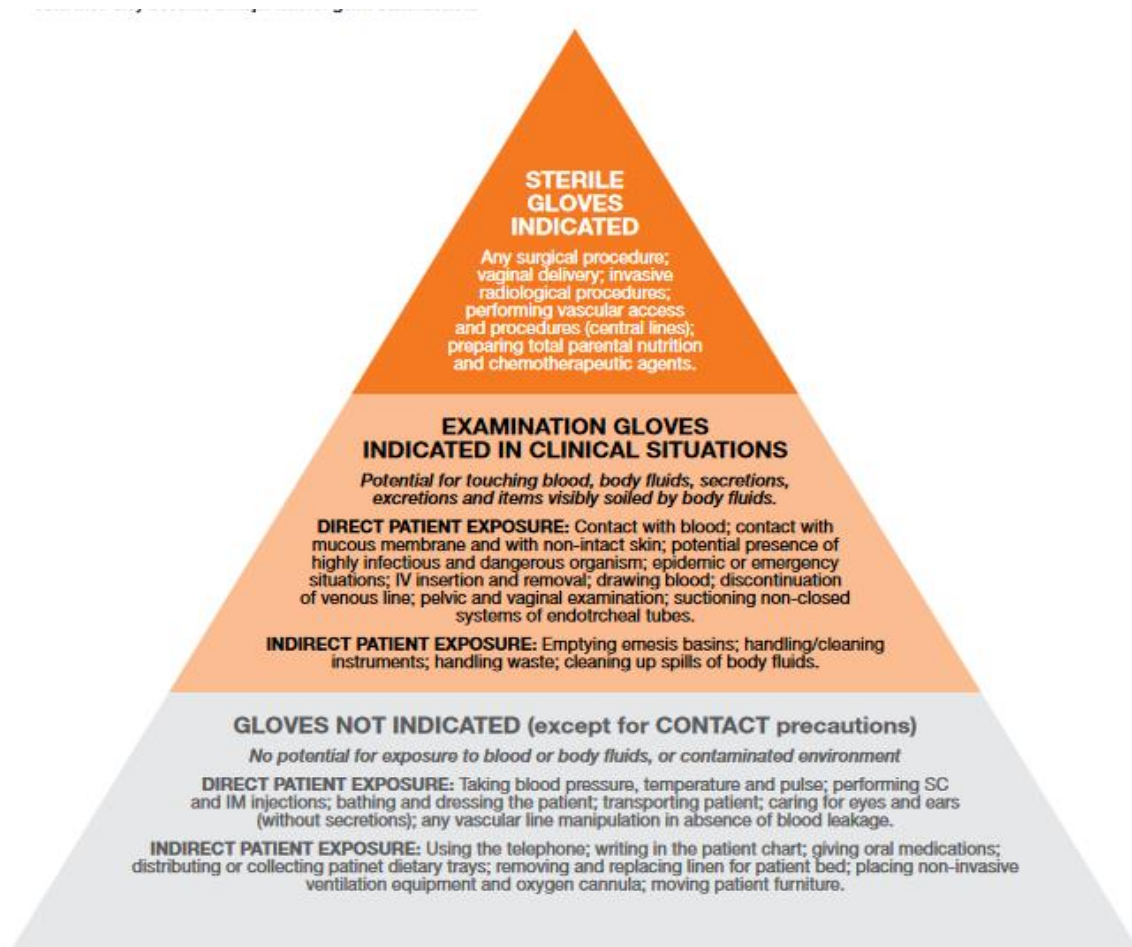 STERILE
GLOVES
INDICATED
Any surgical procedure;
vaginal delivery; invasive
radiological procedures;
performing vascular access
and procedures (central lines);
preparing total parental nutrition
and chemotherapeutic agents.
EXAMINATION GLOVES
INDICATED IN CLINICAL SITUATIONS
Potential for touching blood, body fluids, secretions,
excretions and items visibly soiled by body fluids.
DIRECT PATIENT EXPOSURE: Contact with blood; contact with
mucous membrane and with non-intact skin; potential presence of
highly infectious and dangerous organism; epidemic or emergency
situations; IV insertion and removal; drawing blood; discontinuation
of venous line; pelvic and vaginal examination; suctioning non-closed
systems of endotrcheal tubes.
INDIRECT PATIENT EXPOSURE: Emptying emesis basins; handling/cleaning
instruments; handling waste; cleaning up spills of body fluids.
GLOVES NOT INDICATED (except for CONTACT precautions)
No potential for exposure to blood or body fluids, or contaminated environment
DIRECT PATIENT EXPOSURE: Taking blood pressure, temperature and pulse; performing SC
and IM injections; bathing and dressing the patient; transporting patient; caring for eyes and ears
(without secretions); any vascular line manipulation in absence of blood leakage.
INDIRECT PATIENT EXPOSURE: Using the telephone; writing in the patient chart; giving oral medications;
distributing or collecting patinet dietary trays; removing and replacing linen for patient bed; placing non-invasive
ventilation equipment and oxygen cannula; moving patient furniture.